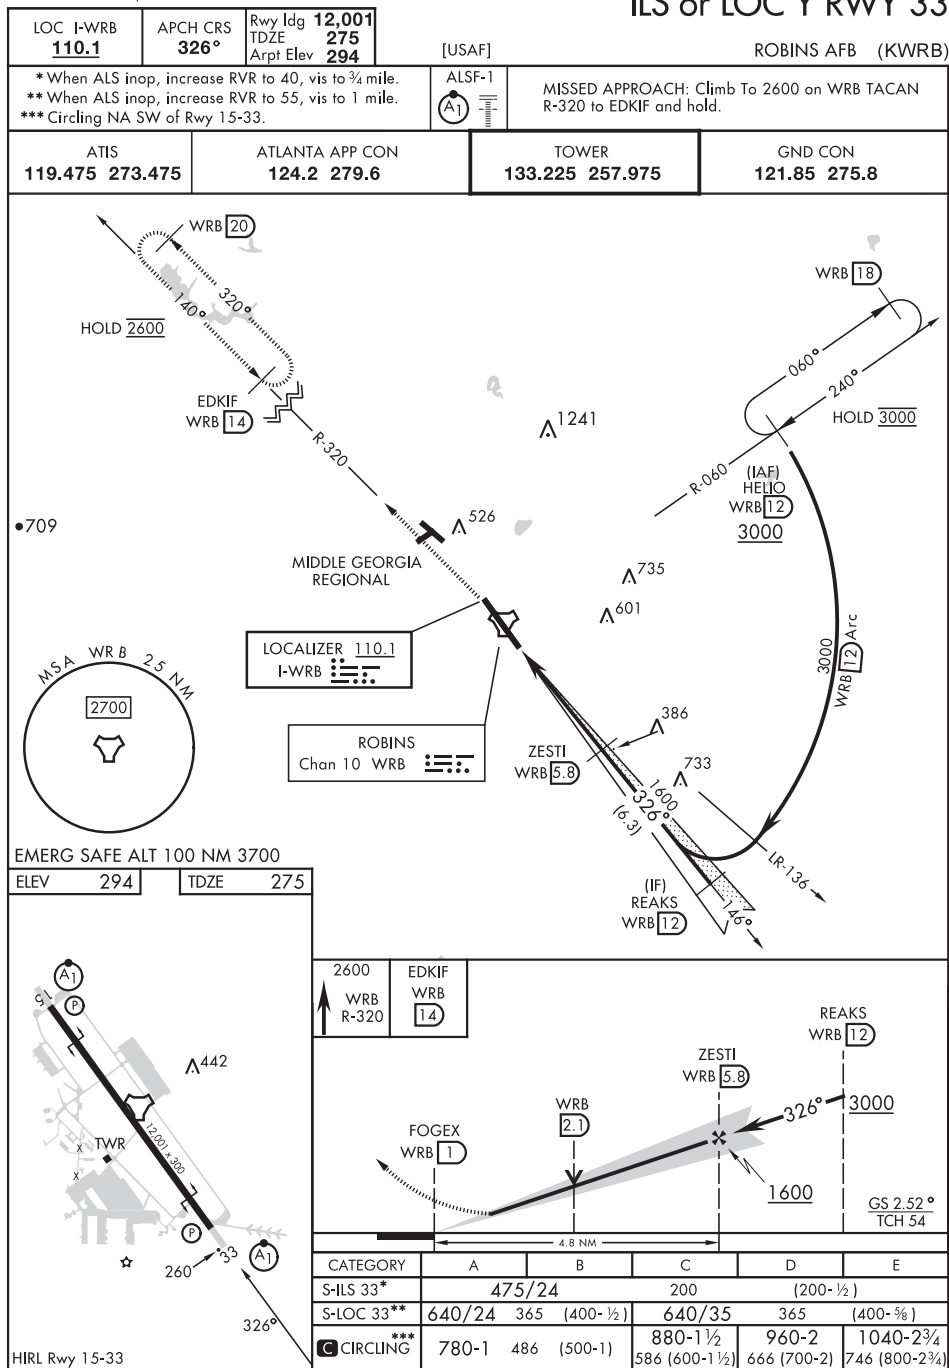 ILS or LOC Y RWY 33
LOC I-WRB
110.1
APCH CRS
326°
Rwy ldg 12,001
TDZE 275
Arpt Elev 294
[USAF]
ROBINS AFB (KWRB)
* When ALS inop, increase RVR to 40, vis to ¾ mile.
** When ALS inop, increase RVR to 55, vis to 1 mile.
*** Circling NA SW of Rwy 15-33.
ALSF-1
A1
MISSED APPROACH: Climb To 2600 on WRB TACAN
R-320 to EDKIF and hold.
ATIS
119.475 273.475
ATLANTA APP CON
124.2 279.6
TOWER
133.225 257.975
GND CON
121.85 275.8
WRB 20
140°
320°
HOLD 2600
EDKIF
WRB 14
R-320
WRB 18
060°
240°
HOLD 3000
R-060
(IAF)
HELIO
WRB 12
3000
1241
709
526
MIDDLE GEORGIA
REGIONAL
735
601
LOCALIZER 110.1
I-WRB
3000
WRB 12 Arc
MSA WRB 25 NM
2700
ROBINS
Chan 10 WRB
386
ZESTI
WRB 5.8
733
1600
326°
(6.3)
LR-136
(IF)
REAKS
WRB 12
146°
EMERG SAFE ALT 100 NM 3700
ELEV 294
TDZE 275
A1
P
15
442
TWR
12,001 x 300
X
X
P
33
A1
260
326°
HIRL Rwy 15-33
2600
WRB
R-320
EDKIF
WRB
14
REAKS
WRB 12
ZESTI
WRB 5.8
326°
3000
WRB
2.1
FOGEX
WRB 1
1600
GS 2.52°
TCH 54
4.8 NM
CATEGORY A B C D E
S-ILS 33* 475/24 200 (200-½)
S-LOC 33** 640/24 365 (400-½) 640/35 365 (400-⅝)
C CIRCLING*** 780-1 486 (500-1) 880-1½ 586 (600-1½) 960-2 666 (700-2) 1040-2¾ 746 (800-2¾)